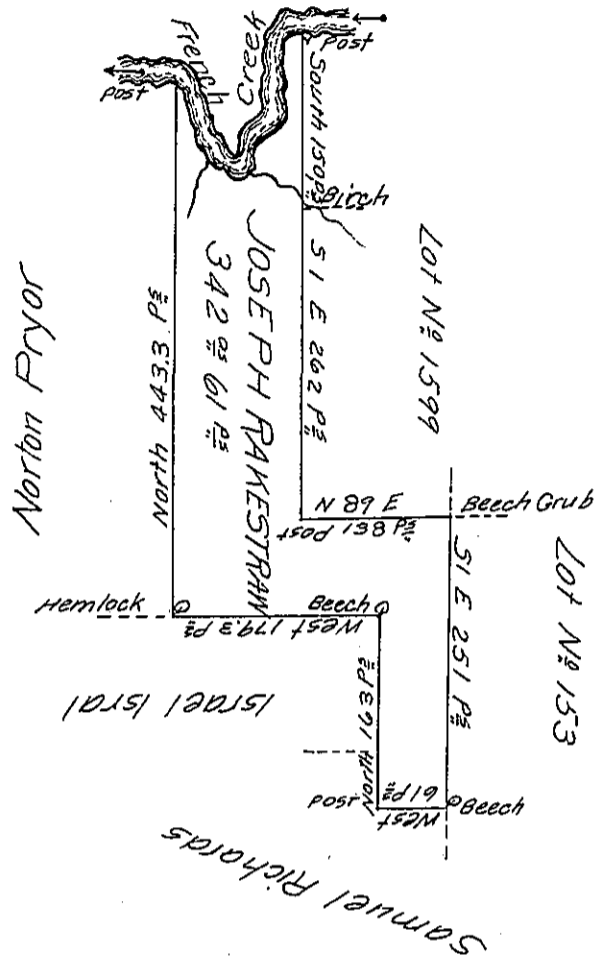 Post
French
Creek
Post
South 150 Ps
Birch
S 1 E 262 Ps
Lot No 1599
JOSEPH RAKESTRAW
342 as 61 Ps
North 443.3 Ps
Norton Pryor
N 89 E
138 Ps
Post
Beech Grub
Lot No 153
S 1 E 251 Ps
Hemlock
Beech
West 179.3 Ps
Israel Isral
North 163 Ps
Post
61 Ps
West
Beech
Samuel Richards